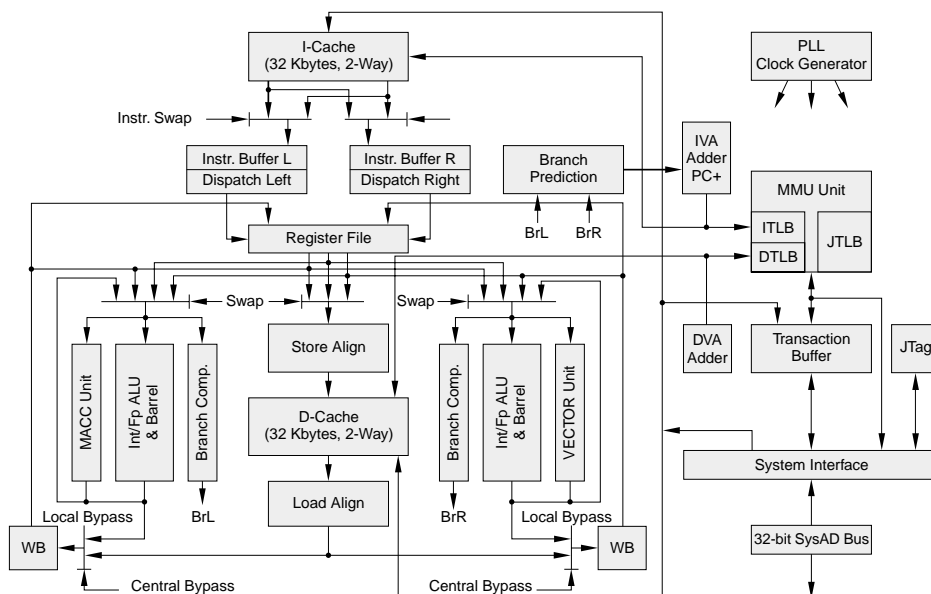 I-Cache
(32 Kbytes, 2-Way)
PLL
Clock Generator
Instr. Swap
Instr. Buffer L
Dispatch Left
Instr. Buffer R
Dispatch Right
Branch
Prediction
IVA
Adder
PC+
MMU Unit
ITLB
DTLB
JTLB
BrL
BrR
Register File
Swap
Swap
Store Align
DVA
Adder
Transaction
Buffer
JTag
MACC Unit
Int/Fp ALU
& Barrel
Branch Comp.
D-Cache
(32 Kbytes, 2-Way)
Branch Comp.
Int/Fp ALU
& Barrel
VECTOR Unit
System Interface
Load Align
Local Bypass
BrL
BrR
Local Bypass
WB
WB
32-bit SysAD Bus
Central Bypass
Central Bypass